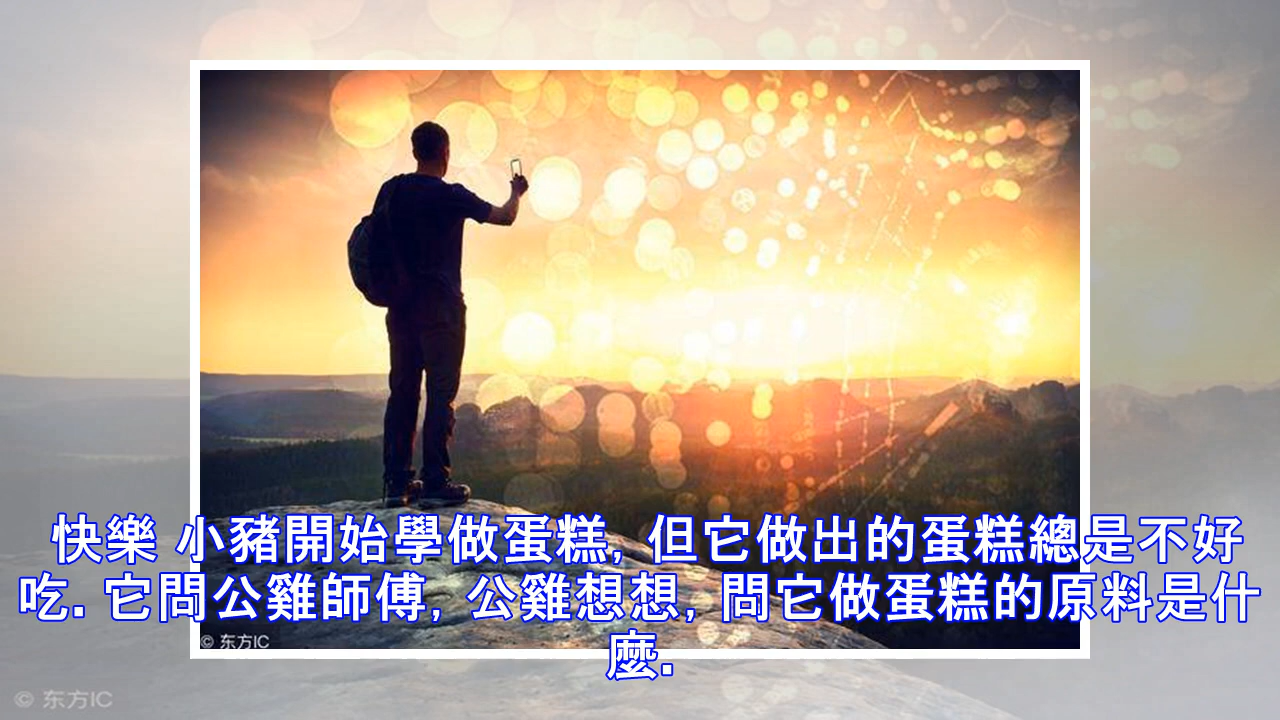 © 东方IC
快樂 小豬開始學做蛋糕, 但它做出的蛋糕總是不好
吃. 它問公雞師傅, 公雞想想, 問它做蛋糕的原料是什
麼.
© 东方IC